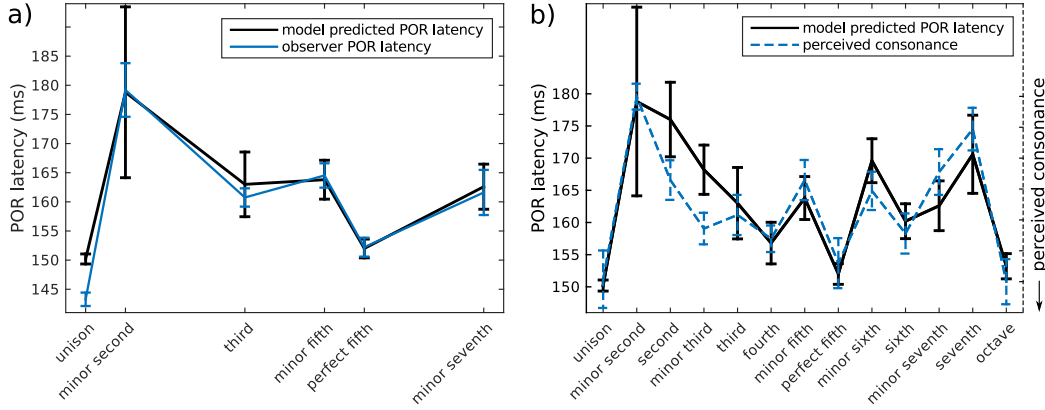 a)
model predicted POR latency
observer POR latency
POR latency (ms)
185
180
175
170
165
160
155
150
145
unison
minor second
third
minor fifth
perfect fifth
minor seventh
b)
model predicted POR latency
perceived consonance
POR latency (ms)
180
175
170
165
160
155
150
unison
minor second
second
minor third
third
fourth
minor fifth
perfect fifth
minor sixth
sixth
minor seventh
seventh
octave
perceived consonance